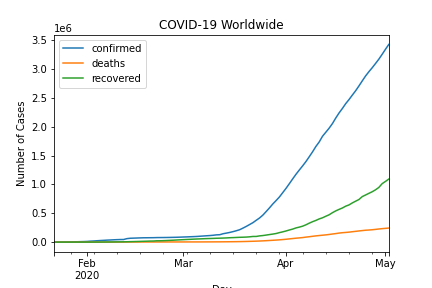 COVID-19 Worldwide
1e6
3.5
3.0
2.5
2.0
1.5
1.0
0.5
0.0
Number of Cases
confirmed
deaths
recovered
Feb
2020
Mar
Apr
May